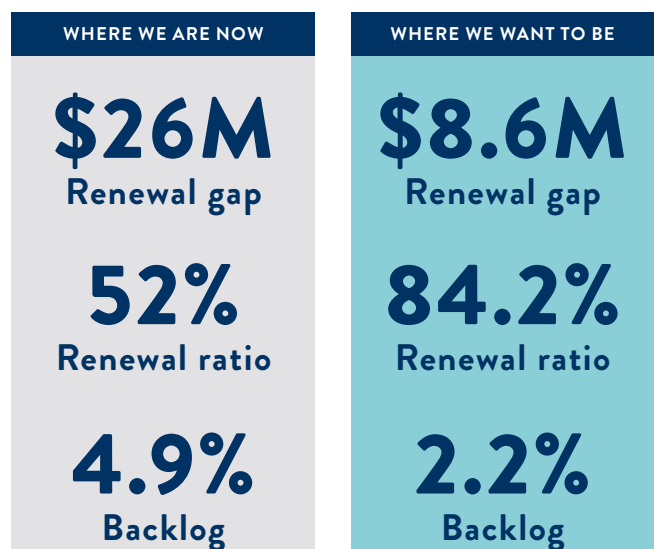 WHERE WE ARE NOW
$26M
Renewal gap
52%
Renewal ratio
4.9%
Backlog
WHERE WE WANT TO BE
$8.6M
Renewal gap
84.2%
Renewal ratio
2.2%
Backlog